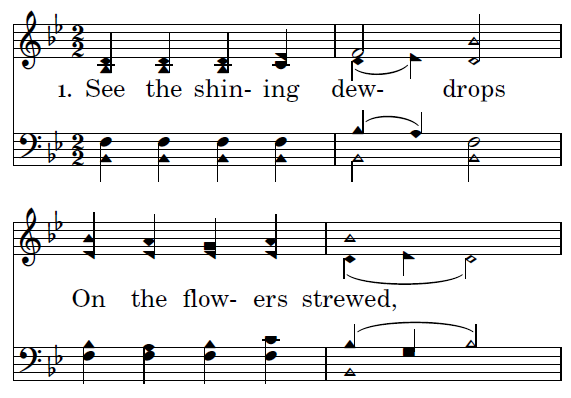 1. See the shin- ing dew- drops
On the flow- ers strewed,